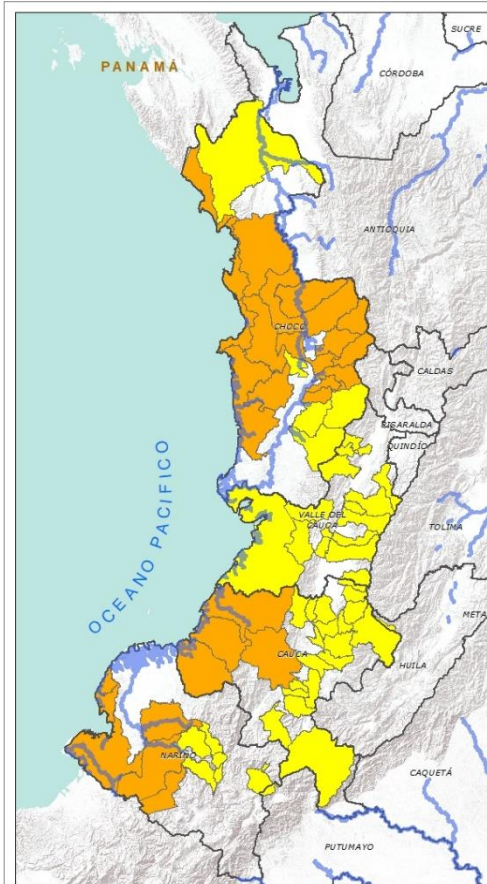 SUCRE
PANAMÁ
CÓRDOBA
ANTIOQUIA
CHOCÓ
CALDAS
RISARALDA
QUINDÍO
OCEANO PACÍFICO
VALLE DEL
CAUCA
TOLIMA
META
CAUCA
HUILA
NARIÑO
CAQUETÁ
PUTUMAYO